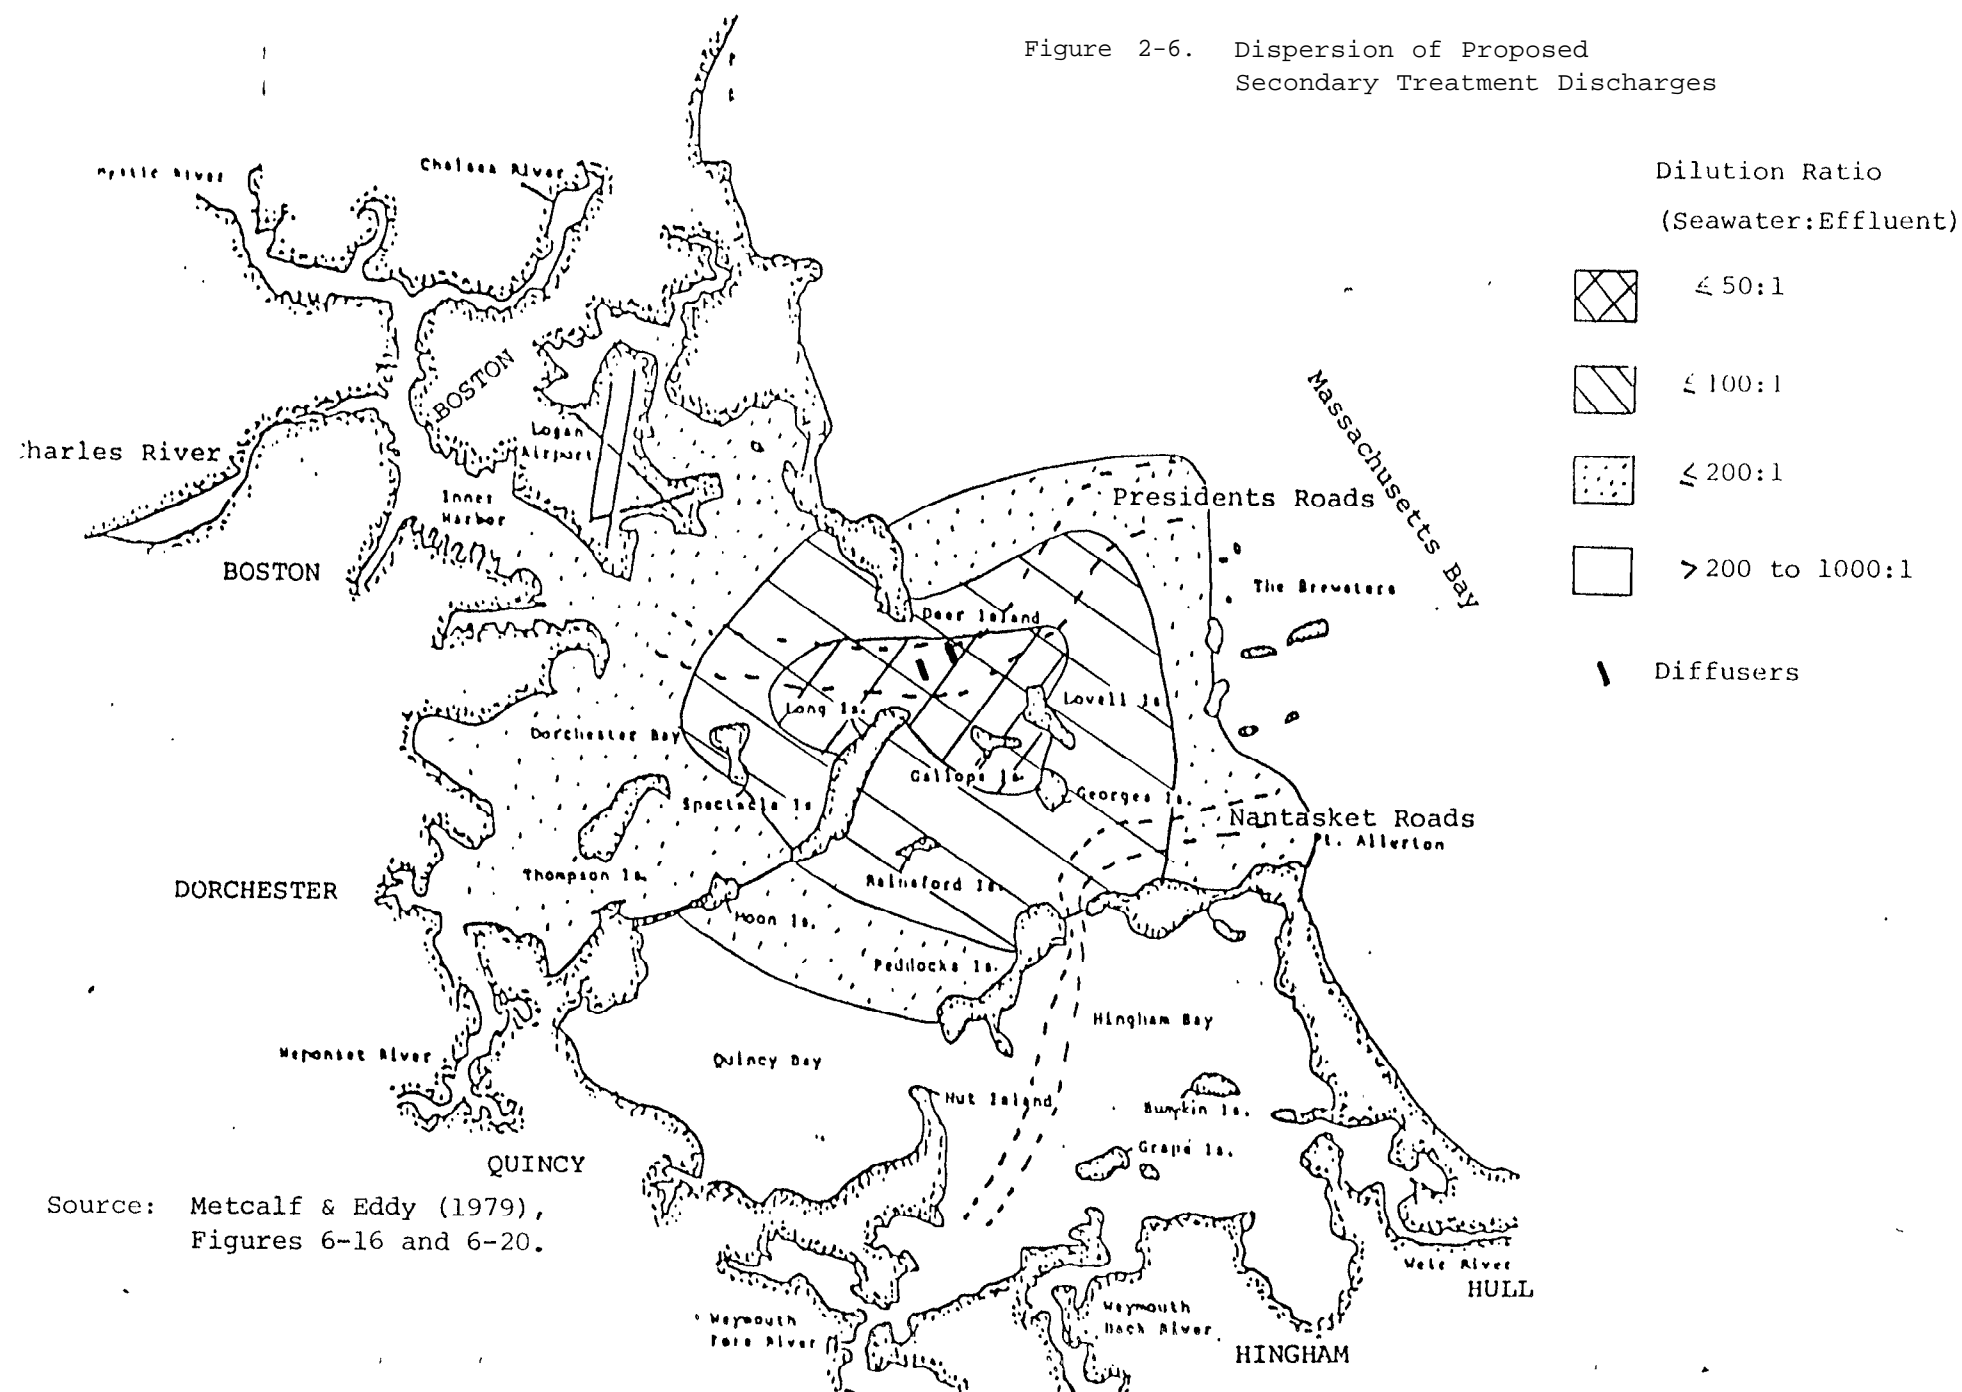 Figure 2-6. Dispersion of Proposed
Secondary Treatment Discharges
Dilution Ratio
(Seawater:Effluent)
≤ 50:1
≤ 100:1
≤ 200:1
> 200 to 1000:1
Diffusers
Mystic River
Chelsea River
BOSTON
Logan
Airport
harles River
Inner
Harbor
BOSTON
Massachusetts Bay
Presidents Roads
The Brewsters
Deer Island
Lovell Is.
Long Is.
Dorchester Bay
Gallops Is.
Spectacle Is
Georges Is.
Nantasket Roads
Pt. Allerton
Thompson Is.
DORCHESTER
Rainsford Is.
Moon Is.
Peddocks Is.
Hingham Bay
Neponset River
Quincy Bay
Nut Island
Bumpkin Is.
Grape Is.
QUINCY
Source: Metcalf & Eddy (1979),
Figures 6-16 and 6-20.
Weir River
HULL
Weymouth
Fore River
Weymouth
Back River
HINGHAM